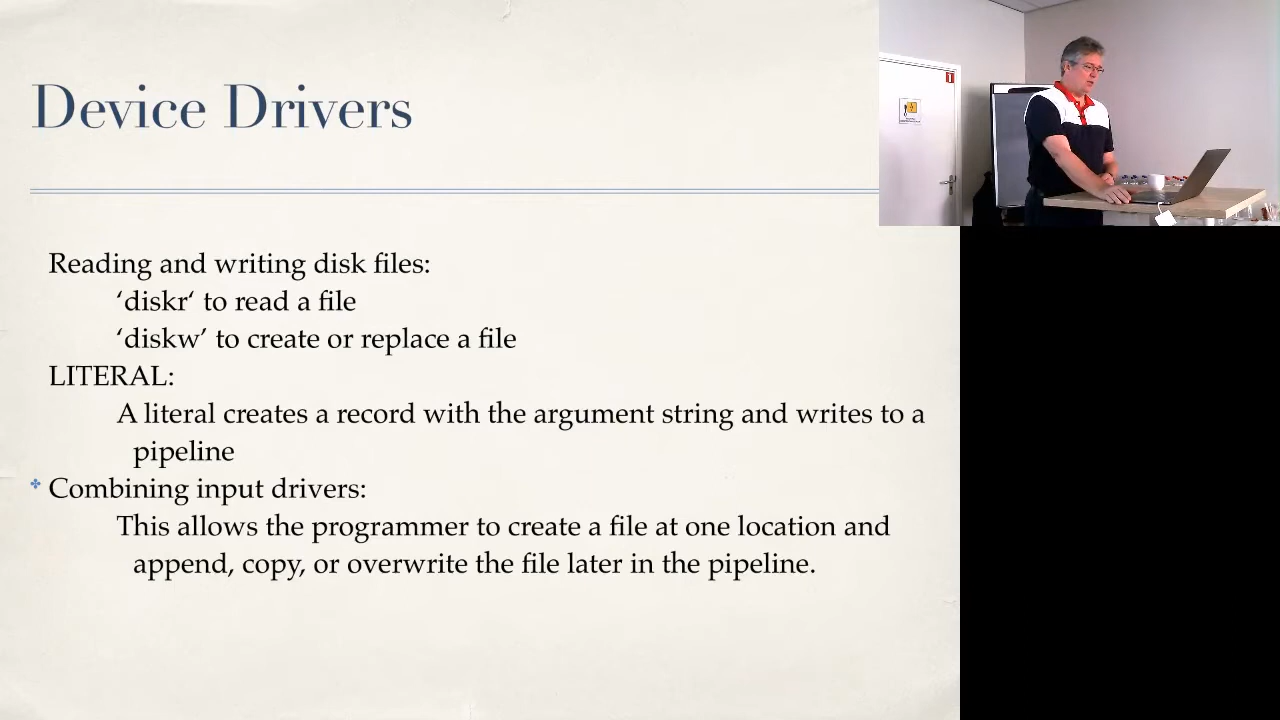 Device Drivers
Reading and writing disk files:
‘diskr‘ to read a file
‘diskw’ to create or replace a file
LITERAL:
A literal creates a record with the argument string and writes to a
pipeline
Combining input drivers:
This allows the programmer to create a file at one location and
append, copy, or overwrite the file later in the pipeline.